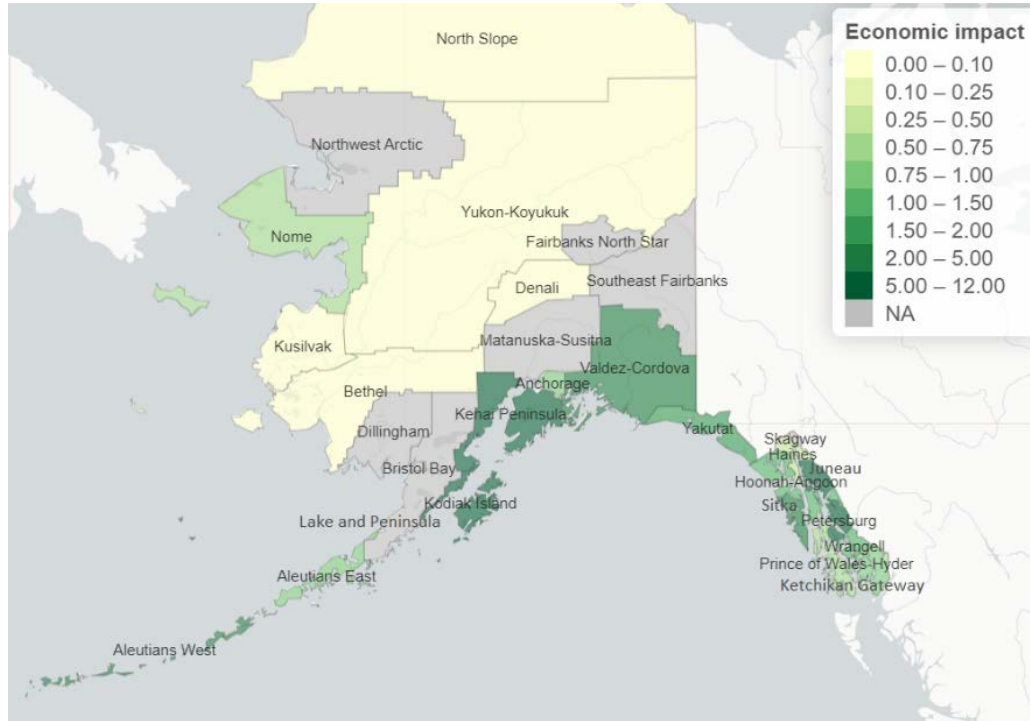 North Slope
Economic impact
0.00 – 0.10
0.10 – 0.25
0.25 – 0.50
0.50 – 0.75
0.75 – 1.00
1.00 – 1.50
1.50 – 2.00
2.00 – 5.00
5.00 – 12.00
NA
Northwest Arctic
Yukon-Koyukuk
Nome
Fairbanks North Star
Southeast Fairbanks
Denali
Kusilvak
Matanuska-Susitna
Valdez-Cordova
Bethel
Anchorage
Kenai Peninsula
Dillingham
Yakutat
Skagway
Haines
Bristol Bay
Juneau
Hoonah-Angoon
Kodiak Island
Sitka
Lake and Peninsula
Petersburg
Wrangell
Prince of Wales-Hyder
Aleutians East
Ketchikan Gateway
Aleutians West